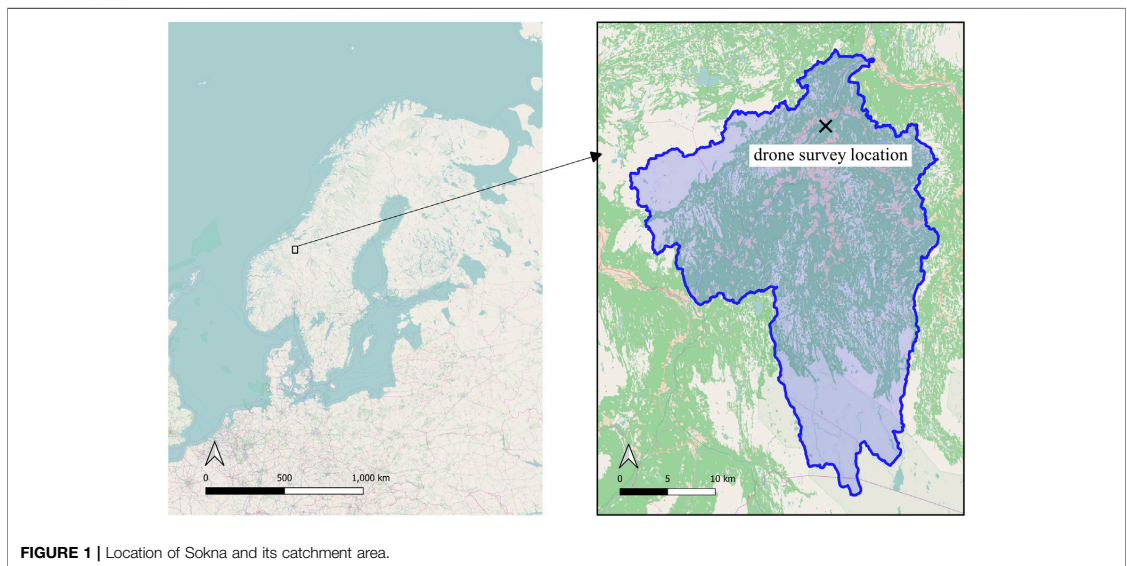 drone survey location
0 500 1,000 km
0 5 10 km
FIGURE 1 | Location of Sokna and its catchment area.